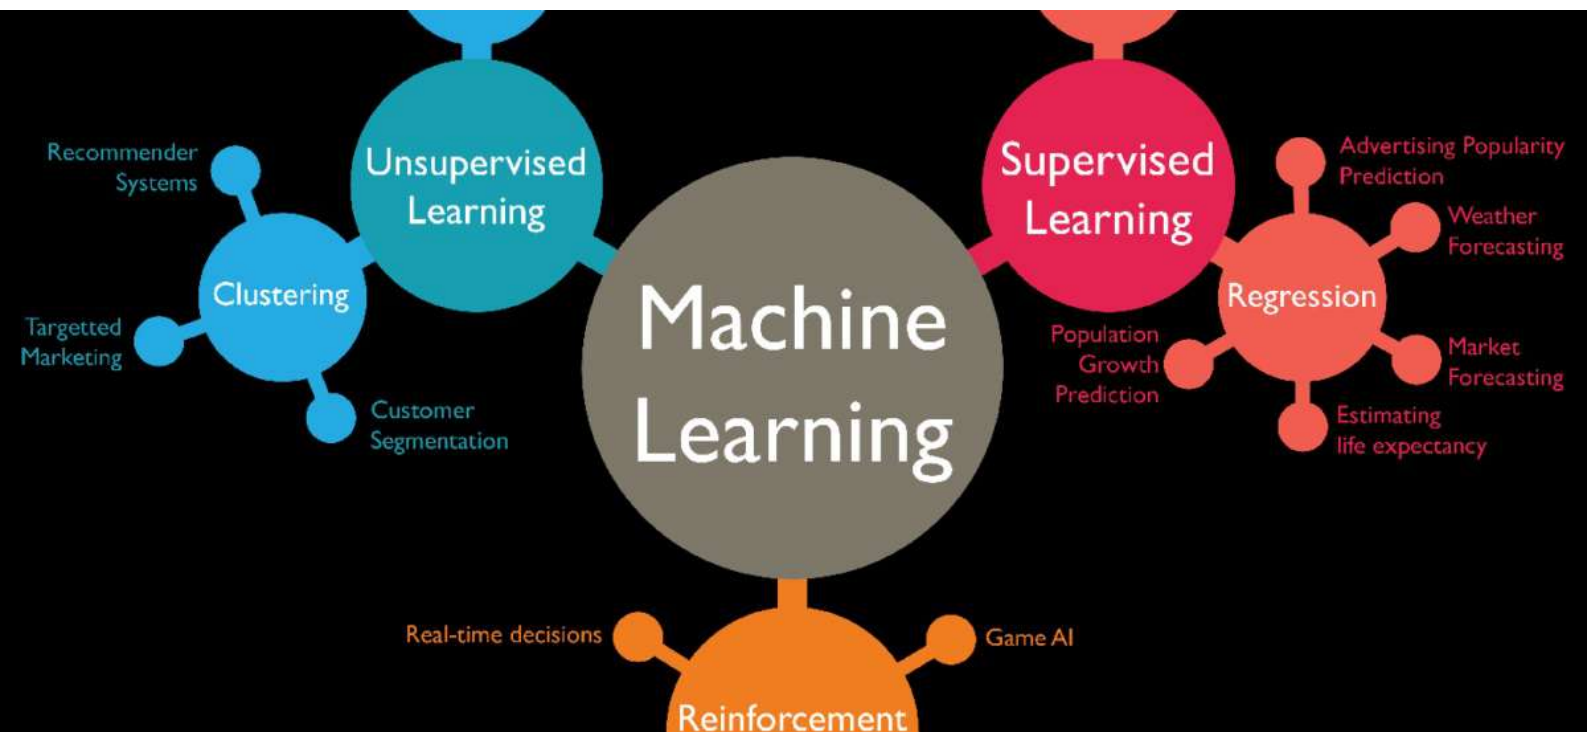 Recommender
Systems
Unsupervised
Learning
Clustering
Targetted
Marketing
Customer
Segmentation
Machine
Learning
Supervised
Learning
Regression
Advertising Popularity
Prediction
Weather
Forecasting
Population
Growth
Prediction
Market
Forecasting
Estimating
life expectancy
Real-time decisions
Game AI
Reinforcement